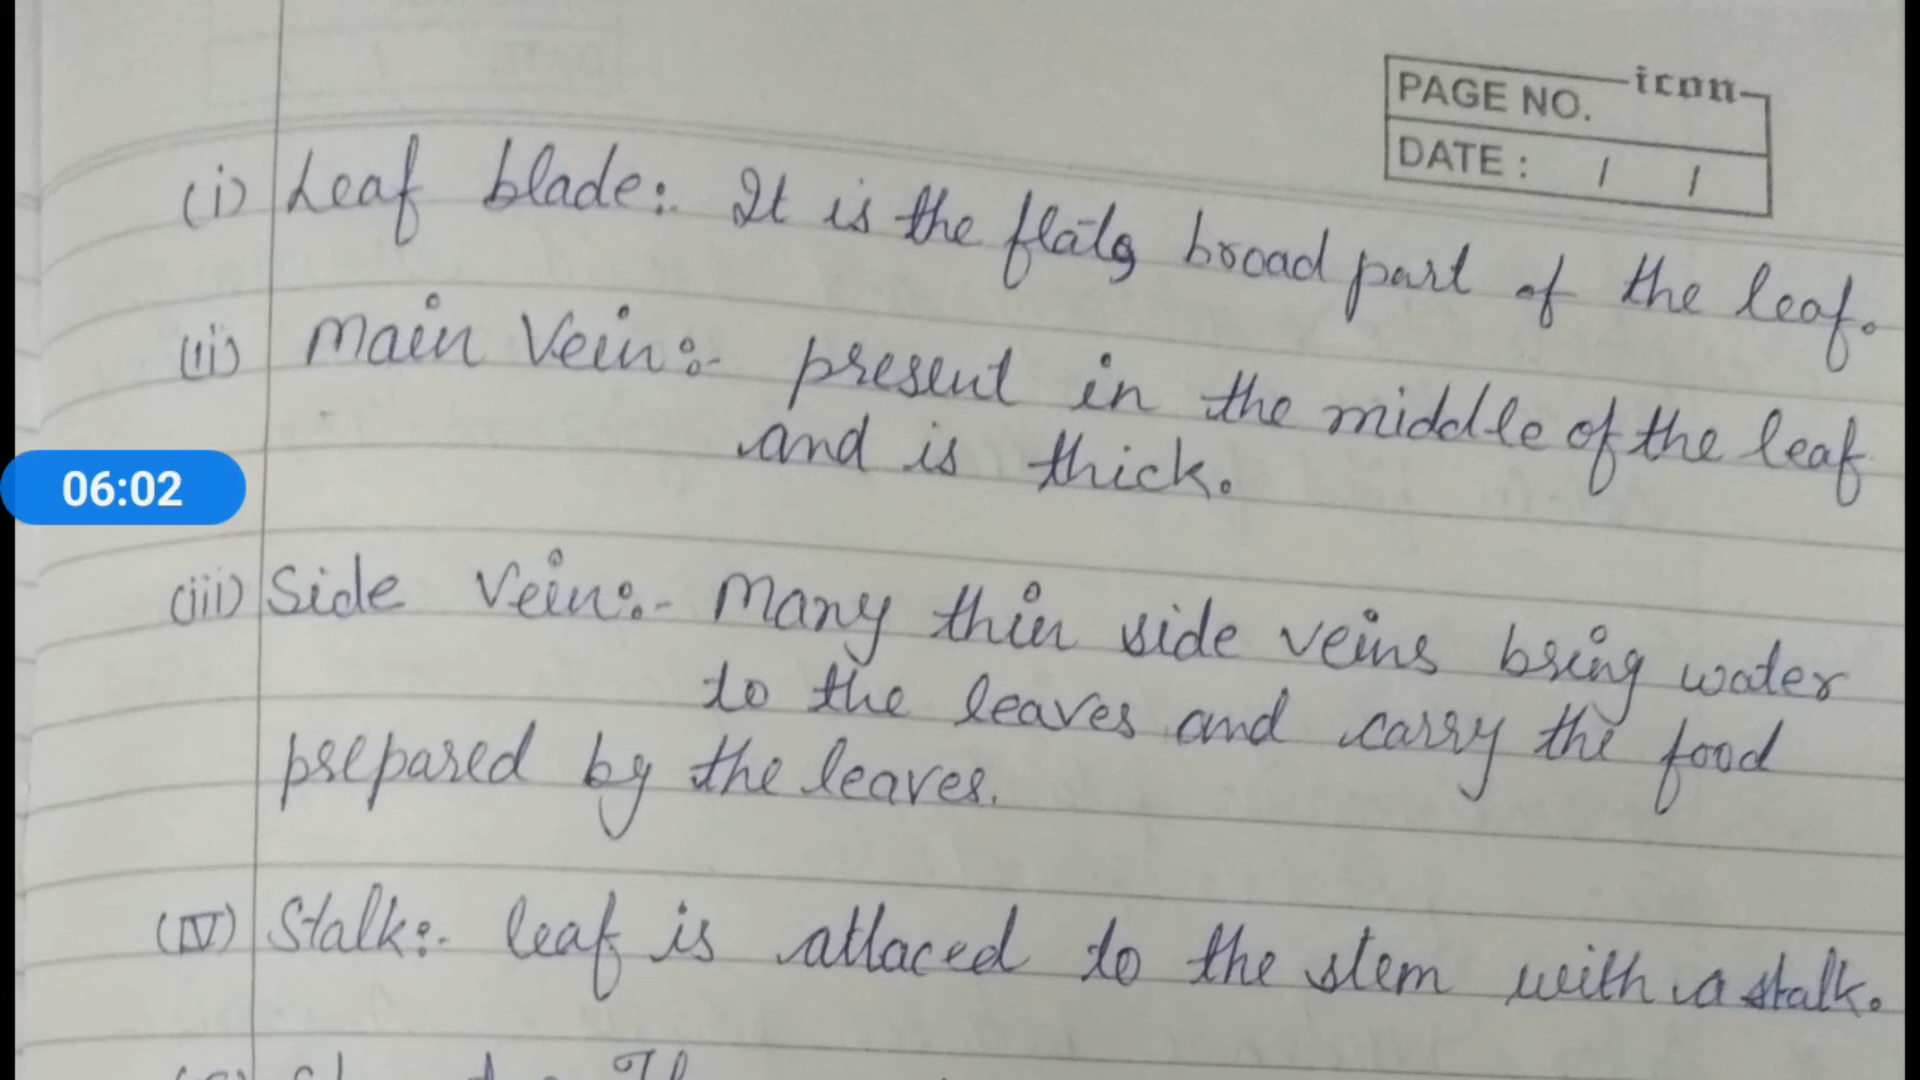 icon
PAGE NO.
DATE : / /
(i) Leaf blade:. It is the flat& broad part of the leaf.
(ii) Main Vein:- present in the middle of the leaf
and is thick.
06:02
(iii) Side Vein:- Many thin side veins bring water
to the leaves and carry the food
prepared by the leaves.
(IV) Stalk:- leaf is attaced to the stem with a stalk.